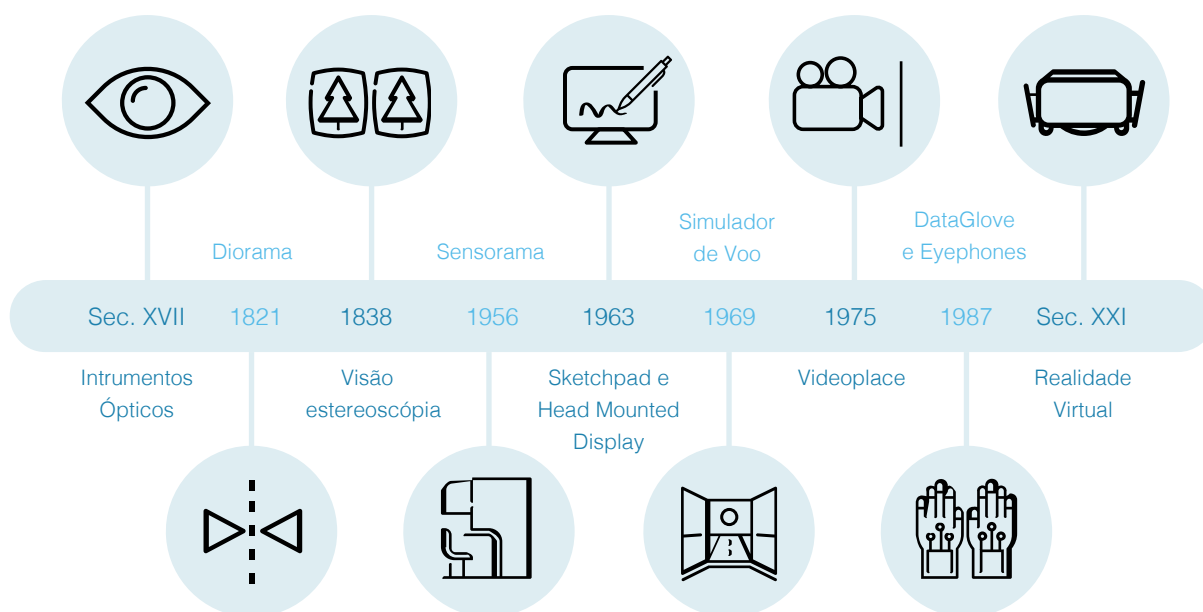 Simulador
de Voo
DataGlove
e Eyephones
Diorama
Sensorama
Sec. XVII 1821 1838 1956 1963 1969 1975 1987 Sec. XXI
Intrumentos
Ópticos
Visão
estereoscópia
Sketchpad e
Head Mounted
Display
Videoplace
Realidade
Virtual